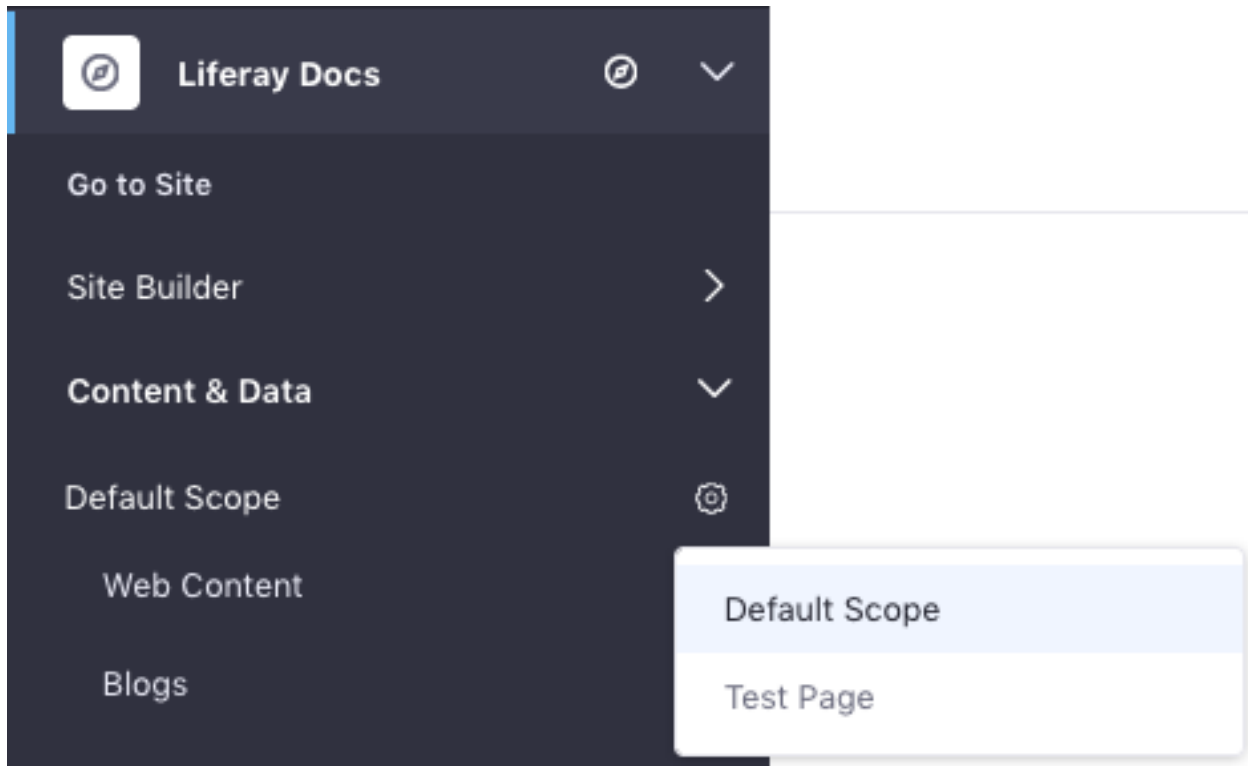 Liferay Docs
Go to Site
Site Builder
Content & Data
Default Scope
Web Content
Default Scope
Blogs
Test Page